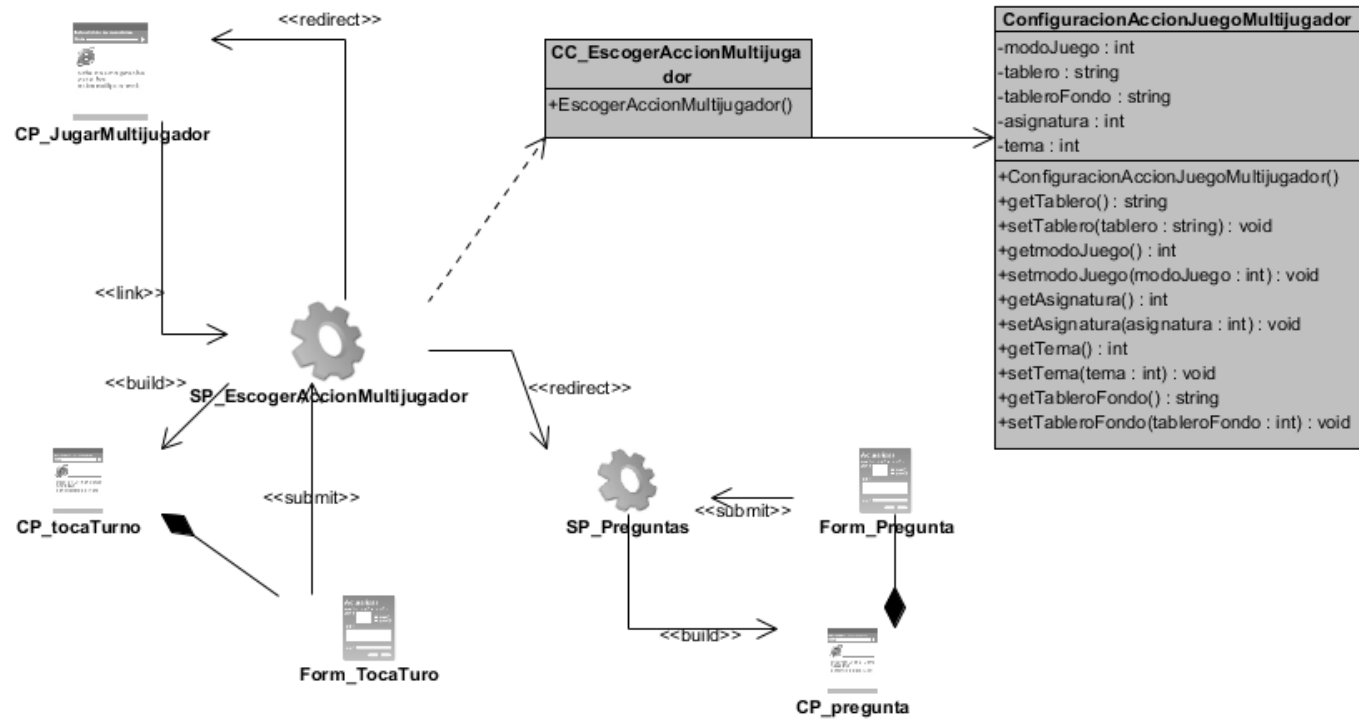 <<redirect>>
CP_JugarMultijugador
<<link>>
CC_EscogerAccionMultijuga
dor
+EscogerAccionMultijugador()
ConfiguracionAccionJuegoMultijugador
-modoJuego : int
-tablero : string
-tableroFondo : string
-asignatura : int
-tema : int
+ConfiguracionAccionJuegoMultijugador()
+getTablero() : string
+setTablero(tablero : string) : void
+getmodoJuego() : int
+setmodoJuego(modoJuego : int) : void
+getAsignatura() : int
+setAsignatura(asignatura : int) : void
+getTema() : int
+setTema(tema : int) : void
+getTableroFondo() : string
+setTableroFondo(tableroFondo : int) : void
<<build>>
SP_EscogerAccionMultijugador
<<redirect>>
CP_tocaTurno
<<submit>>
SP_Preguntas
<<submit>>
Form_Pregunta
<<build>>
Form_TocaTuro
CP_pregunta